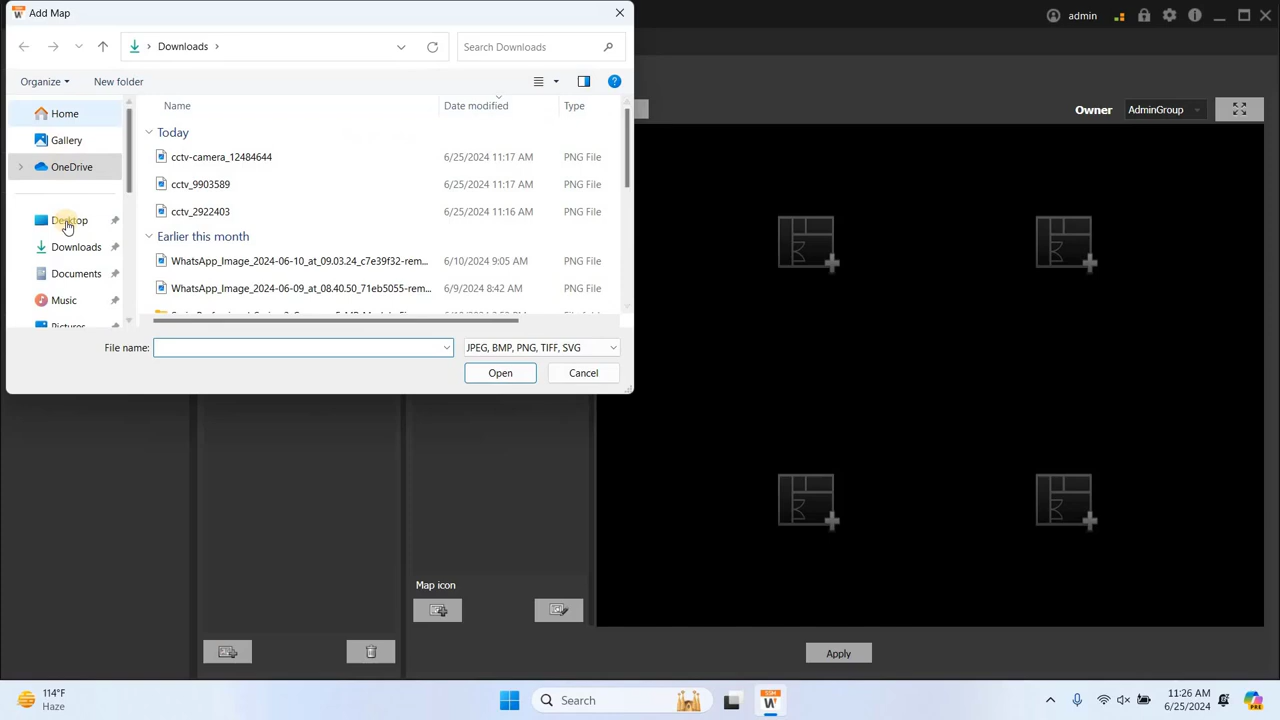 SSM
Add Map
admin
Downloads
Search Downloads
Organize
New folder
Home
Gallery
OneDrive
Desktop
Downloads
Documents
Music
Pictures
Name
Date modified
Type
Today
cctv-camera_12484644
6/25/2024 11:17 AM
PNG File
cctv_9903589
6/25/2024 11:17 AM
PNG File
cctv_2922403
6/25/2024 11:16 AM
PNG File
Earlier this month
WhatsApp_Image_2024-06-10_at_09.03.24_c7e39f32-rem...
6/10/2024 9:05 AM
PNG File
WhatsApp_Image_2024-06-09_at_08.40.50_71eb5055-rem...
6/9/2024 8:42 AM
PNG File
File name:
JPEG, BMP, PNG, TIFF, SVG
Open
Cancel
Owner
AdminGroup
Map icon
Apply
114°F
Haze
Search
SSM
11:26 AM
6/25/2024
PRE